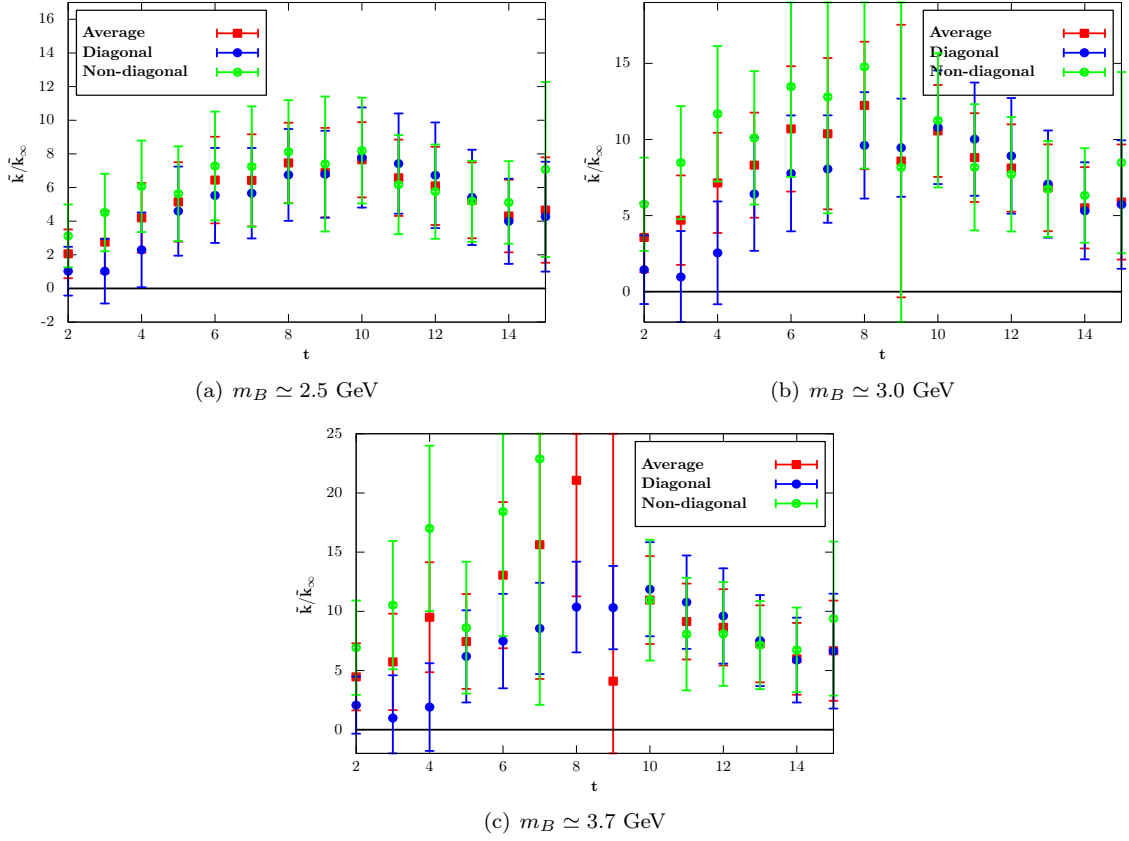 16
14
12
10
8
6
4
2
0
-2
k̃/k̃∞
Average
Diagonal
Non-diagonal
2 4 6 8 10 12 14
t
(a) m_B ≃ 2.5 GeV
15
10
5
0
k̃/k̃∞
Average
Diagonal
Non-diagonal
2 4 6 8 10 12 14
t
(b) m_B ≃ 3.0 GeV
25
20
15
10
5
0
k̃/k̃∞
Average
Diagonal
Non-diagonal
2 4 6 8 10 12 14
t
(c) m_B ≃ 3.7 GeV